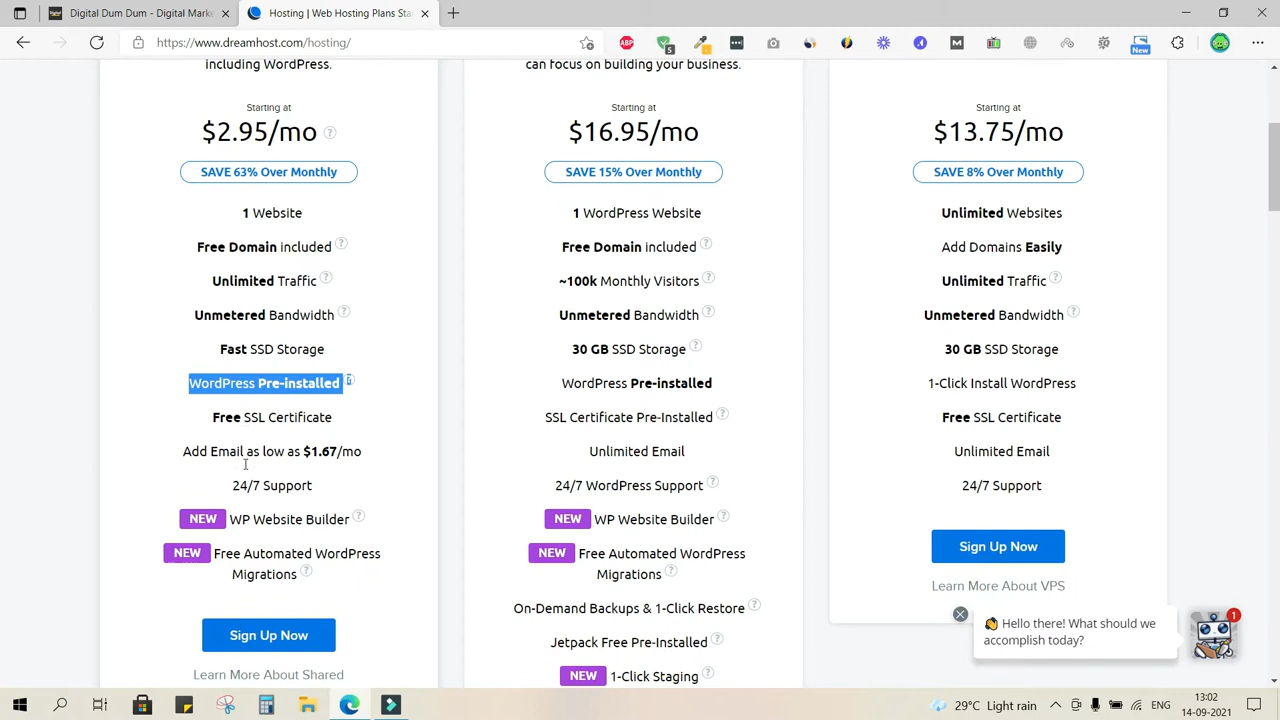 Digital Dum Dum - Digital Marke
Hosting | Web Hosting Plans Star
https://www.dreamhost.com/hosting/
ABP
5
M
New
including WordPress.
Starting at
$2.95/mo ?
SAVE 63% Over Monthly
1 Website
Free Domain included ?
Unlimited Traffic ?
Unmetered Bandwidth ?
Fast SSD Storage
WordPress Pre-installed ?
Free SSL Certificate
Add Email as low as $1.67/mo
24/7 Support
NEW WP Website Builder ?
NEW Free Automated WordPress
Migrations ?
Sign Up Now
Learn More About Shared
can focus on building your business.
Starting at
$16.95/mo
SAVE 15% Over Monthly
1 WordPress Website
Free Domain included ?
~100k Monthly Visitors ?
Unmetered Bandwidth ?
30 GB SSD Storage ?
WordPress Pre-installed
SSL Certificate Pre-Installed ?
Unlimited Email
24/7 WordPress Support ?
NEW WP Website Builder ?
NEW Free Automated WordPress
Migrations ?
On-Demand Backups & 1-Click Restore ?
Jetpack Free Pre-Installed ?
NEW 1-Click Staging ?
Starting at
$13.75/mo
SAVE 8% Over Monthly
Unlimited Websites
Add Domains Easily
Unlimited Traffic ?
Unmetered Bandwidth ?
30 GB SSD Storage
1-Click Install WordPress
Free SSL Certificate
Unlimited Email
24/7 Support
Sign Up Now
Learn More About VPS
Hello there! What should we
accomplish today?
1
29°C Light rain
ENG
13:02
14-09-2021